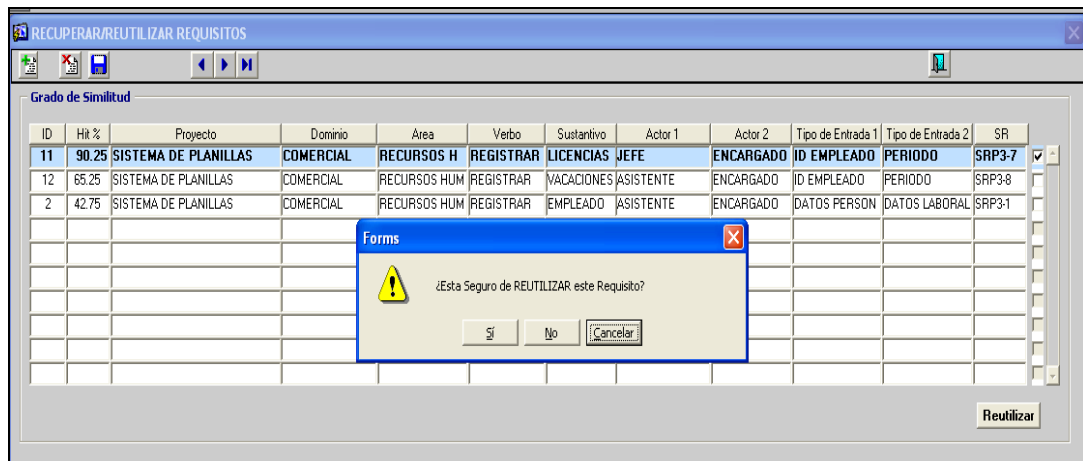 RECUPERAR/REUTILIZAR REQUISITOS
Grado de Similitud
ID Hit % Proyecto Dominio Area Verbo Sustantivo Actor 1 Actor 2 Tipo de Entrada 1 Tipo de Entrada 2 SR
11 90.25 SISTEMA DE PLANILLAS COMERCIAL RECURSOS H REGISTRAR LICENCIAS JEFE ENCARGADO ID EMPLEADO PERIODO SRP3-7
12 65.25 SISTEMA DE PLANILLAS COMERCIAL RECURSOS HUM REGISTRAR VACACIONES ASISTENTE ENCARGADO ID EMPLEADO PERIODO SRP3-8
2 42.75 SISTEMA DE PLANILLAS COMERCIAL RECURSOS HUM REGISTRAR EMPLEADO ASISTENTE ENCARGADO DATOS PERSON DATOS LABORAL SRP3-1
Forms
¿Esta Seguro de REUTILIZAR este Requisito?
Sí No Cancelar
Reutilizar